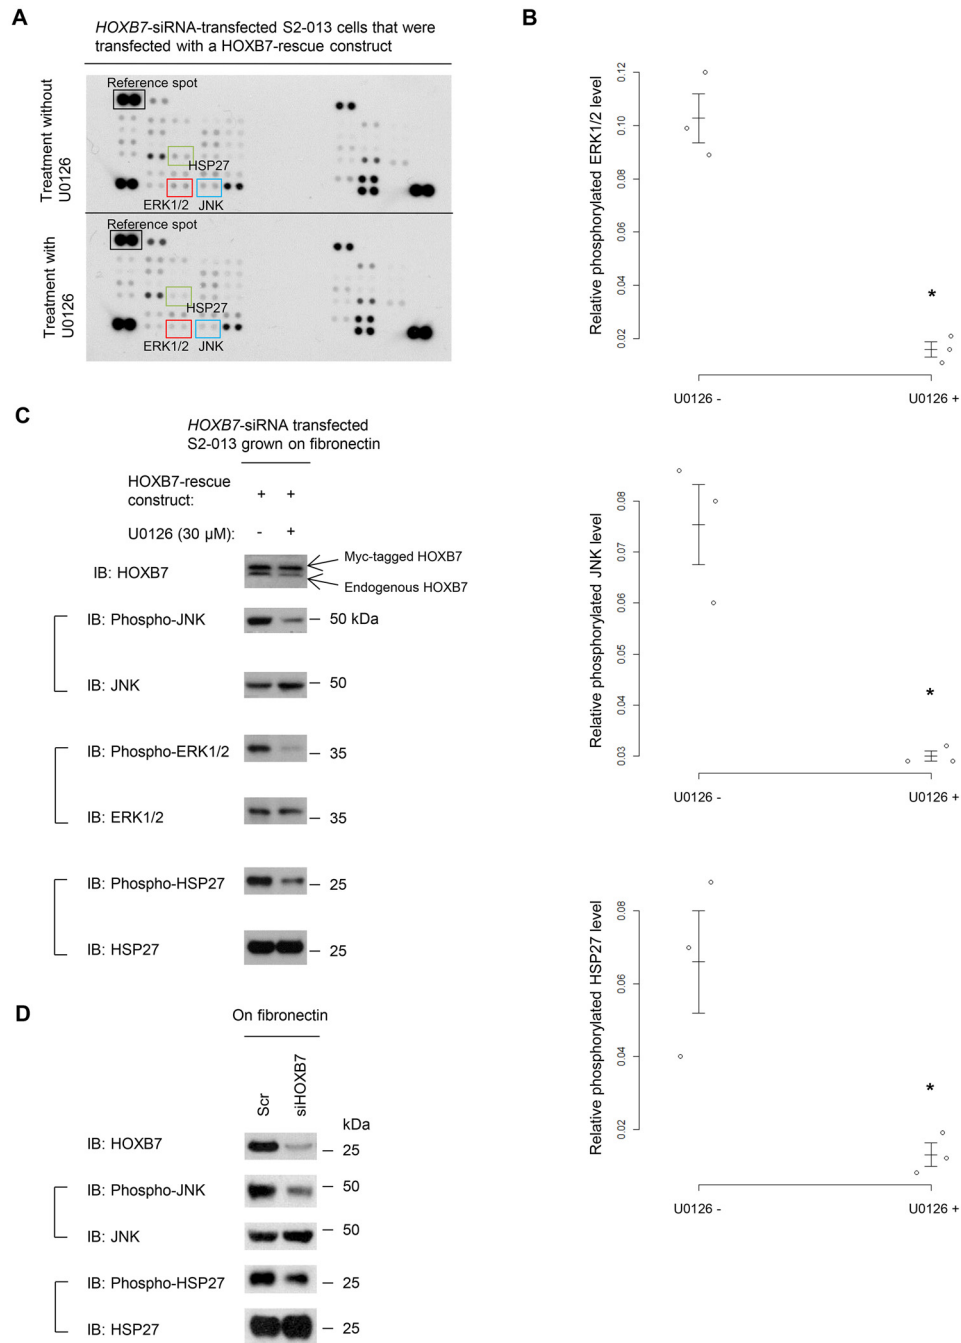 A
HOXB7-siRNA-transfected S2-013 cells that were
transfected with a HOXB7-rescue construct
Treatment without
U0126
Reference spot
HSP27
ERK1/2
JNK
Treatment with
U0126
Reference spot
HSP27
ERK1/2
JNK
B
Relative phosphorylated ERK1/2 level
0.12
0.10
0.08
0.06
0.04
0.02
*
U0126 -
U0126 +
Relative phosphorylated JNK level
0.08
0.07
0.06
0.05
0.04
0.03
*
U0126 -
U0126 +
Relative phosphorylated HSP27 level
0.08
0.06
0.04
0.02
*
U0126 -
U0126 +
C
HOXB7-siRNA transfected
S2-013 grown on fibronectin
HOXB7-rescue
construct:
+ +
U0126 (30 µM): - +
IB: HOXB7
Myc-tagged HOXB7
Endogenous HOXB7
IB: Phospho-JNK
50 kDa
IB: JNK
50
IB: Phospho-ERK1/2
35
IB: ERK1/2
35
IB: Phospho-HSP27
25
IB: HSP27
25
D
On fibronectin
Scr
siHOXB7
kDa
IB: HOXB7
25
IB: Phospho-JNK
50
IB: JNK
50
IB: Phospho-HSP27
25
IB: HSP27
25